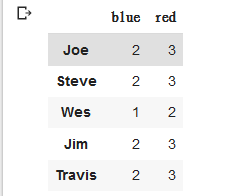 blue red
Joe 2 3
Steve 2 3
Wes 1 2
Jim 2 3
Travis 2 3